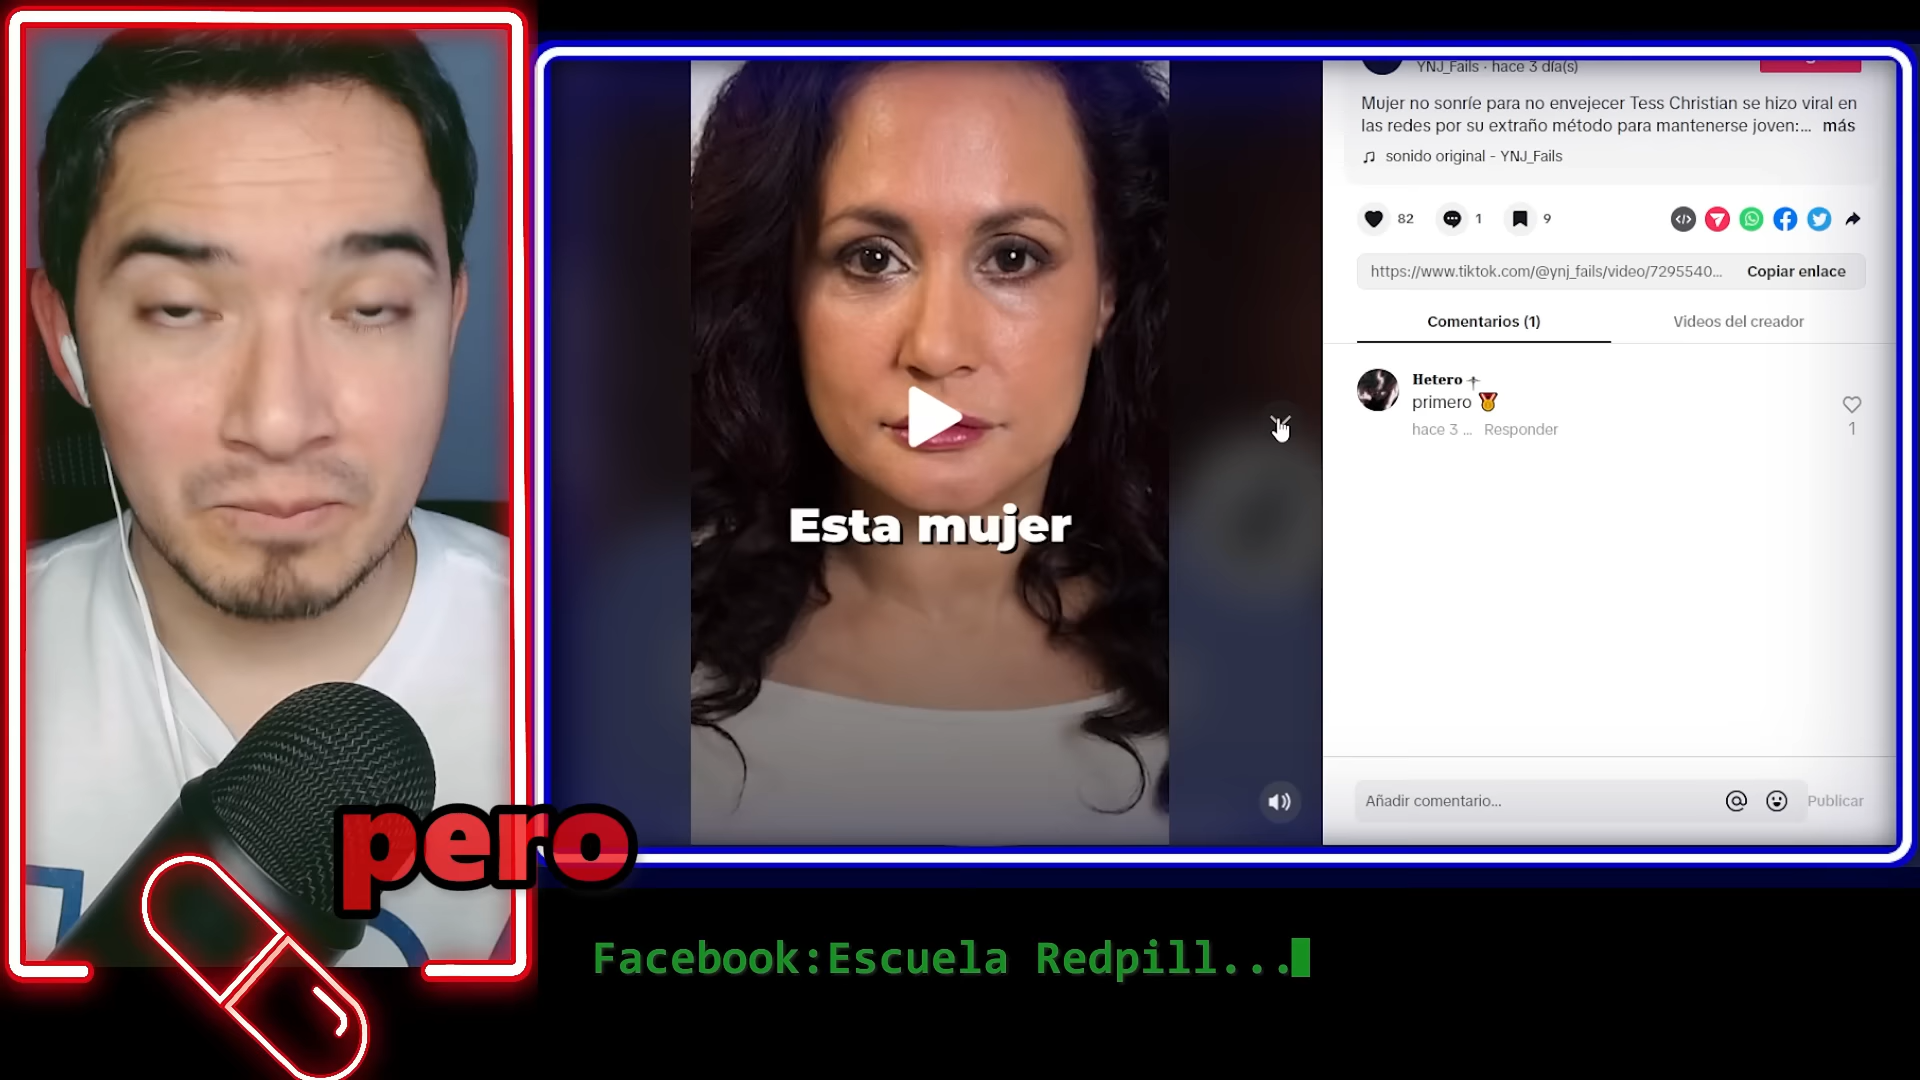 YNJ_Fails · hace 3 día(s)
Mujer no sonríe para no envejecer Tess Christian se hizo viral en
las redes por su extraño método para mantenerse joven:... más
sonido original - YNJ_Fails
82
1
9
https://www.tiktok.com/@ynj_fails/video/7295540...
Copiar enlace
Comentarios (1)
Videos del creador
Hetero
primero
hace 3 ... Responder
1
Esta mujer
Añadir comentario...
Publicar
pero
Facebook:Escuela Redpill...